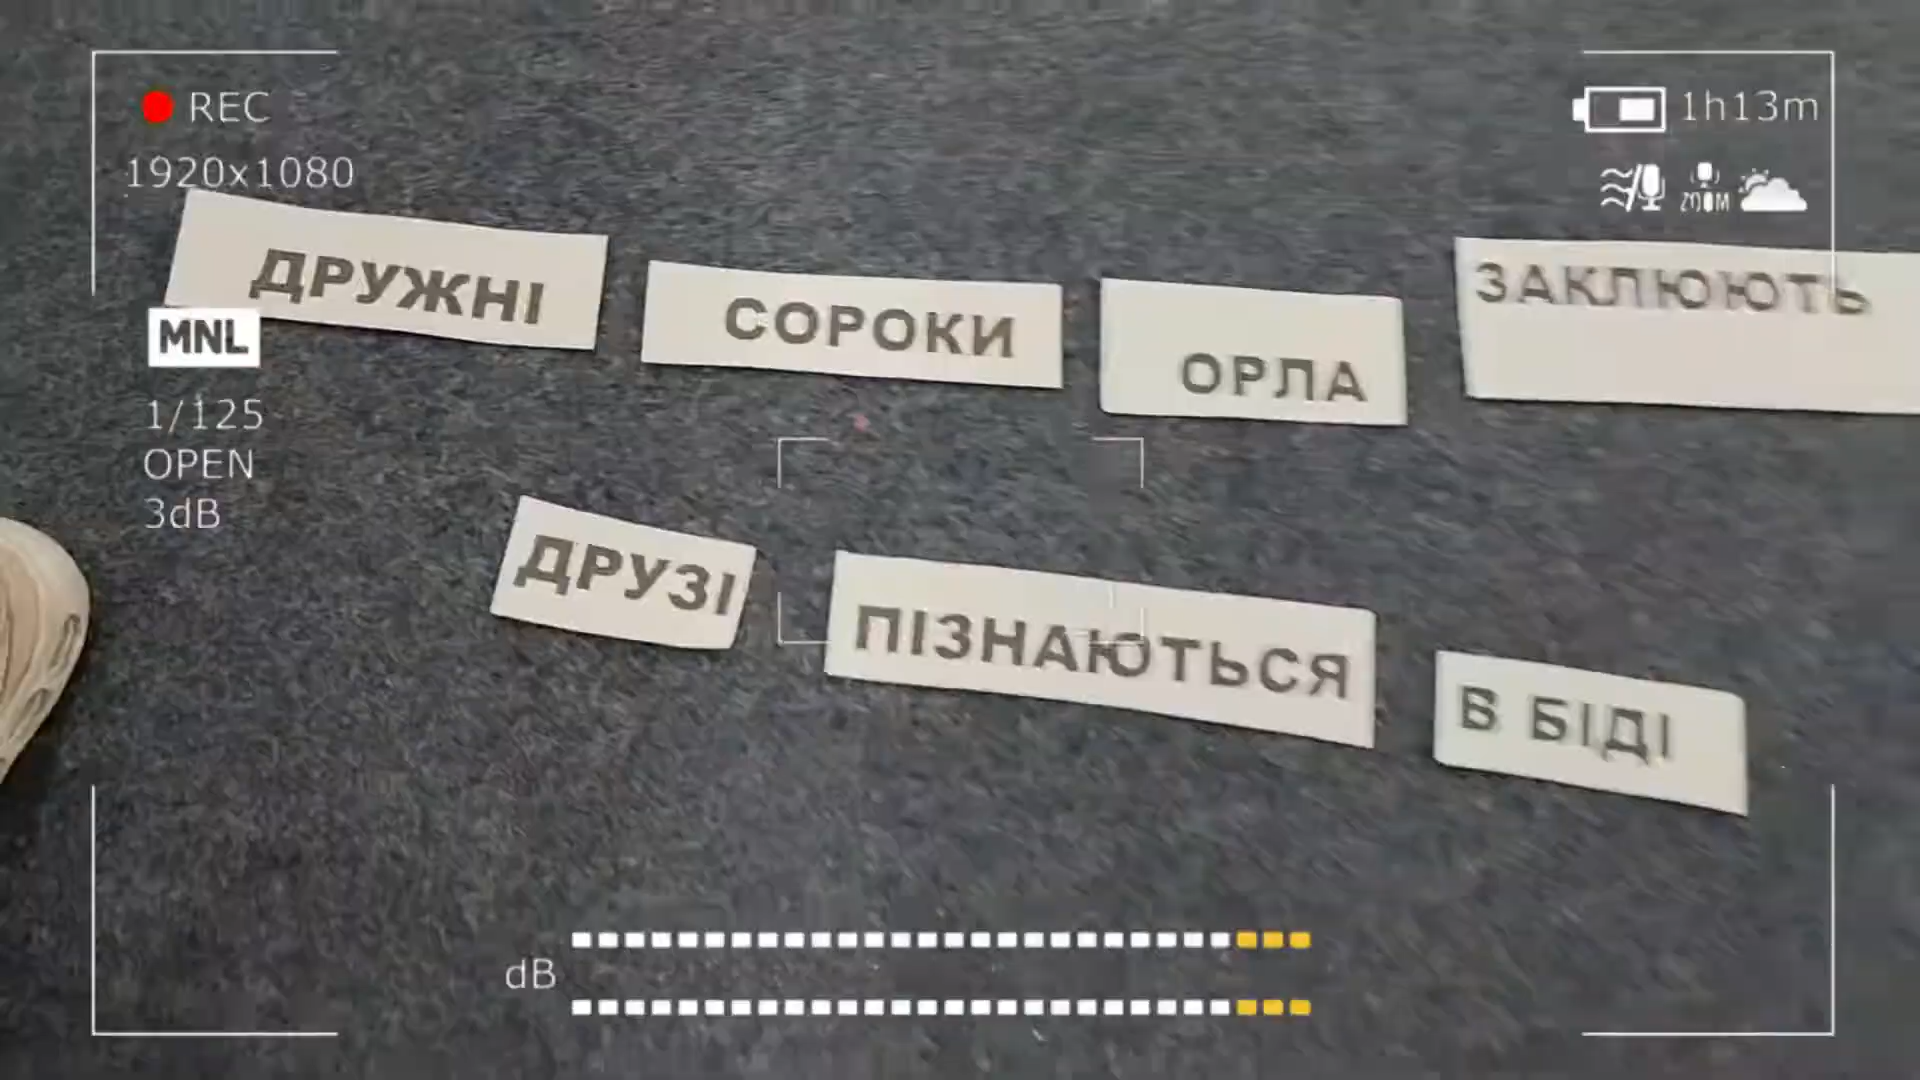 REC
1920x1080
1h13m
ZOOM
ДРУЖНІ СОРОКИ ОРЛА ЗАКЛЮЮТЬ
MNL
1/125
OPEN
3dB
ДРУЗІ ПІЗНАЮТЬСЯ В БІДІ
dB